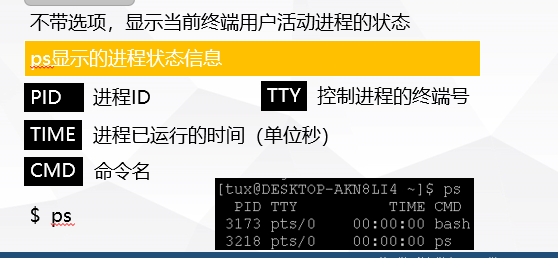 不带选项，显示当前终端用户活动进程的状态
ps显示的进程状态信息
PID 进程ID TTY 控制进程的终端号
TIME 进程已运行的时间（单位秒）
CMD 命令名
$ ps
[tux@DESKTOP-AKN8LI4 ~]$ ps
PID TTY TIME CMD
3173 pts/0 00:00:00 bash
3218 pts/0 00:00:00 ps